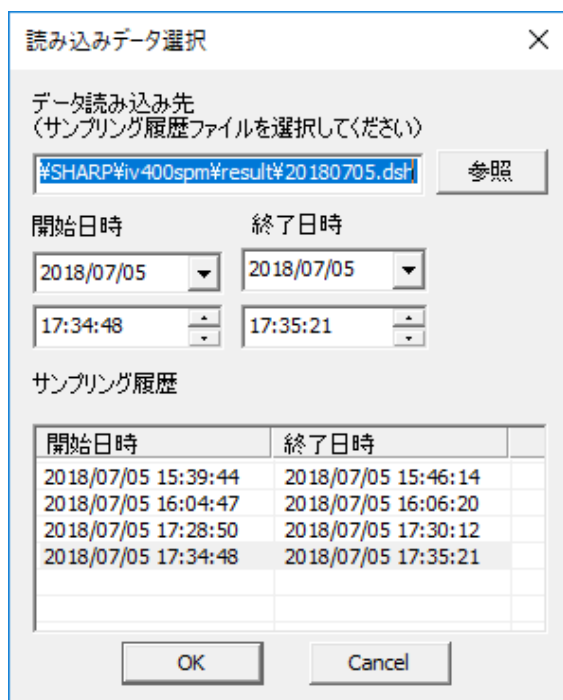 読み込みデータ選択
データ読み込み先
(サンプリング履歴ファイルを選択してください)
¥SHARP¥iv400spm¥result¥20180705.dsh
参照
開始日時 終了日時
2018/07/05 2018/07/05
17:34:48 17:35:21
サンプリング履歴
開始日時 終了日時
2018/07/05 15:39:44 2018/07/05 15:46:14
2018/07/05 16:04:47 2018/07/05 16:06:20
2018/07/05 17:28:50 2018/07/05 17:30:12
2018/07/05 17:34:48 2018/07/05 17:35:21
OK Cancel